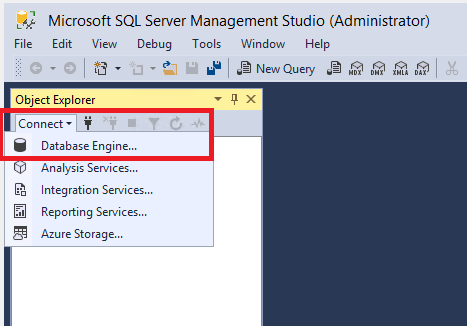 Microsoft SQL Server Management Studio (Administrator)
File Edit View Debug Tools Window Help
New Query MDX DMX XMLA DAX
Object Explorer
Connect
Database Engine...
Analysis Services...
Integration Services...
Reporting Services...
Azure Storage...